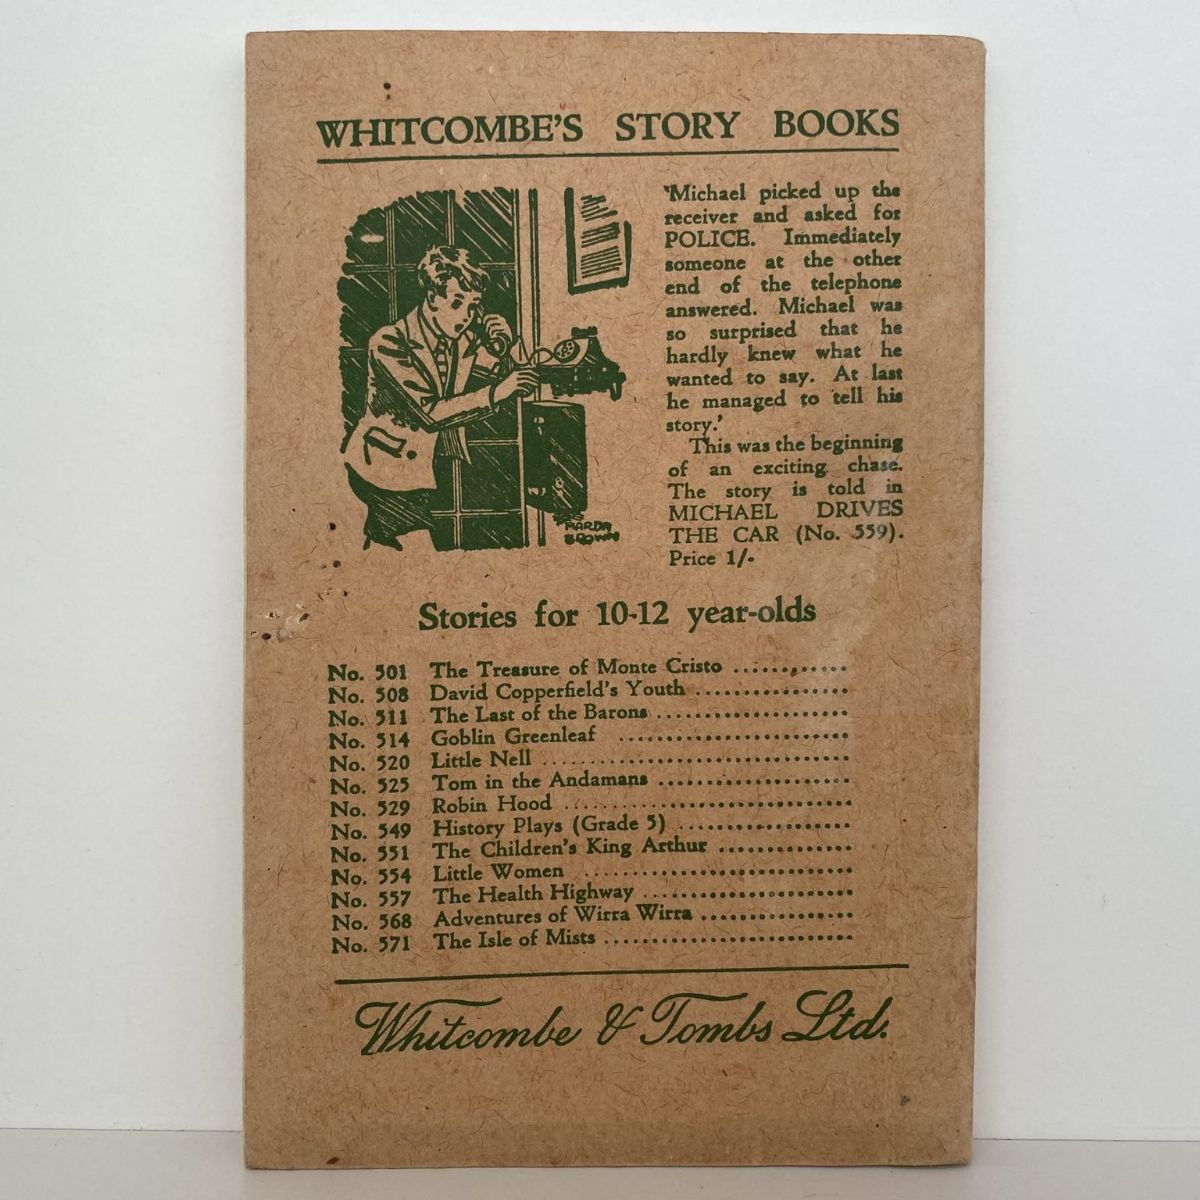 WHITCOMBE'S STORY BOOKS
'Michael picked up the
receiver and asked for
POLICE. Immediately
someone at the other
end of the telephone
answered. Michael was
so surprised that he
hardly knew what he
wanted to say. At last
he managed to tell his
story.'
This was the beginning
of an exciting chase.
The story is told in
MICHAEL DRIVES
THE CAR (No. 559).
Price 1/-
MARDA
BROWN
Stories for 10-12 year-olds
No. 501 The Treasure of Monte Cristo ............
No. 508 David Copperfield's Youth ................
No. 511 The Last of the Barons ....................
No. 514 Goblin Greenleaf ........................
No. 520 Little Nell ................................
No. 525 Tom in the Andamans ....................
No. 529 Robin Hood ..............................
No. 549 History Plays (Grade 5) ..................
No. 551 The Children's King Arthur ..............
No. 554 Little Women ............................
No. 557 The Health Highway ......................
No. 568 Adventures of Wirra Wirra ................
No. 571 The Isle of Mists ..........................
Whitcombe & Tombs Ltd.